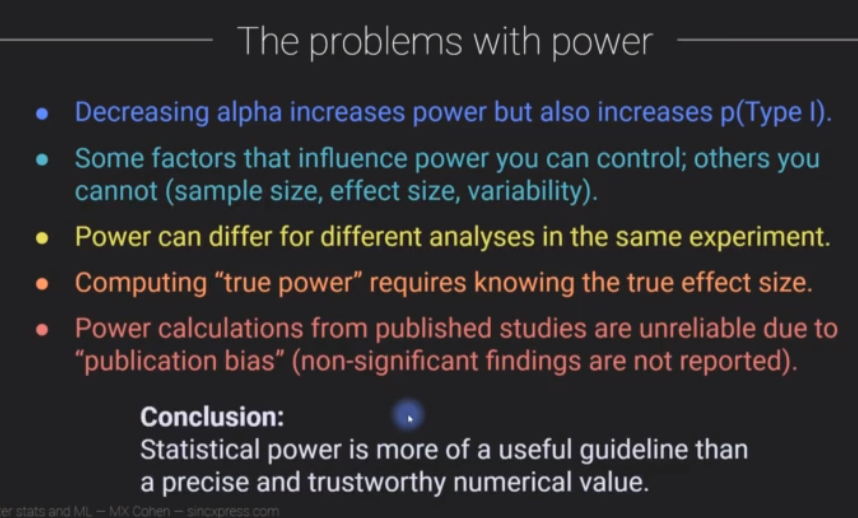 The problems with power
• Decreasing alpha increases power but also increases p(Type I).
• Some factors that influence power you can control; others you
cannot (sample size, effect size, variability).
• Power can differ for different analyses in the same experiment.
• Computing “true power” requires knowing the true effect size.
• Power calculations from published studies are unreliable due to
“publication bias” (non-significant findings are not reported).
Conclusion:
Statistical power is more of a useful guideline than
a precise and trustworthy numerical value.
ter stats and ML — MX Cohen — sincxpress.com